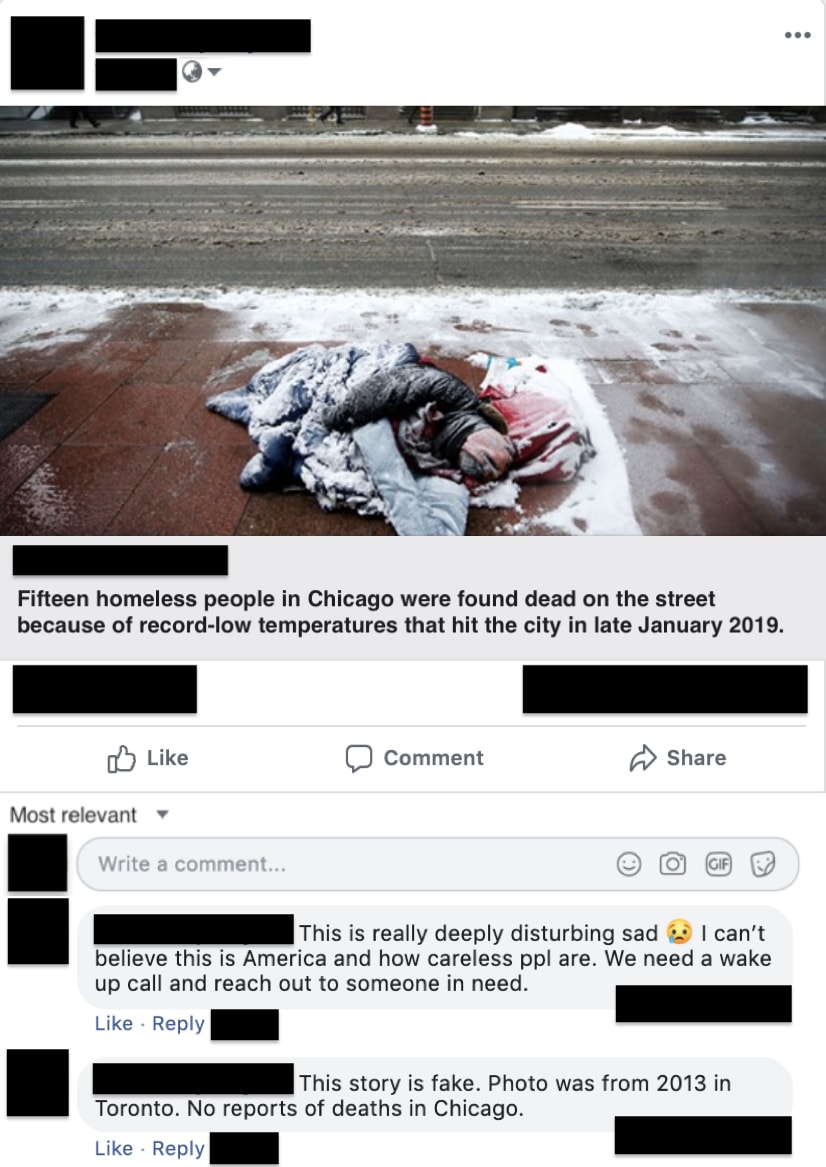 Fifteen homeless people in Chicago were found dead on the street
because of record-low temperatures that hit the city in late January 2019.
Like
Comment
Share
Most relevant
Write a comment...
GIF
This is really deeply disturbing sad 😢 I can't
believe this is America and how careless ppl are. We need a wake
up call and reach out to someone in need.
Like · Reply
This story is fake. Photo was from 2013 in
Toronto. No reports of deaths in Chicago.
Like · Reply